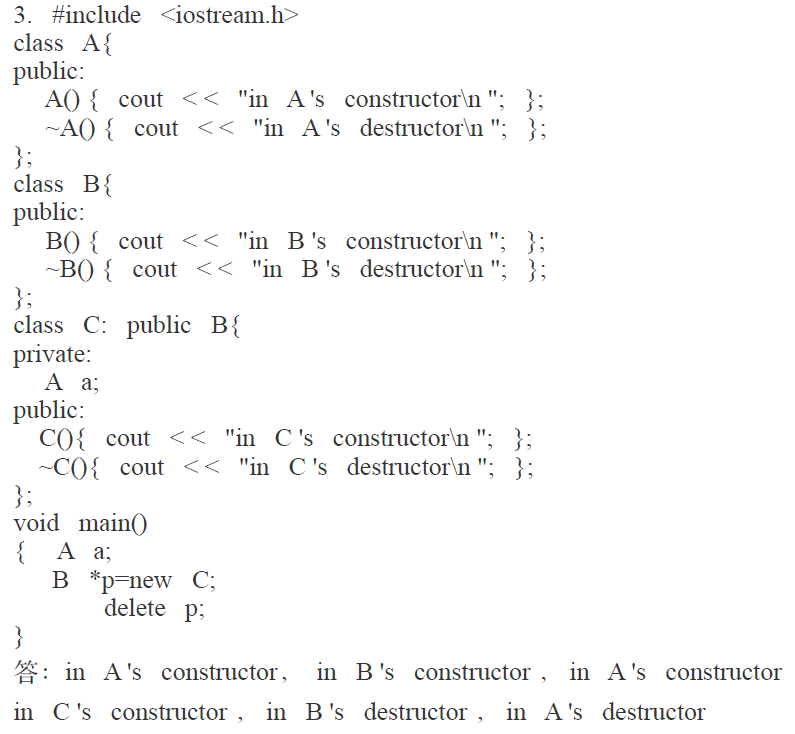 3. #include <iostream.h>
class A{
public:
A() { cout << "in A's constructor\n "; };
~A() { cout << "in A's destructor\n "; };
};
class B{
public:
B() { cout << "in B's constructor\n "; };
~B() { cout << "in B's destructor\n "; };
};
class C: public B{
private:
A a;
public:
C(){ cout << "in C's constructor\n "; };
~C(){ cout << "in C's destructor\n "; };
};
void main()
{ A a;
B *p=new C;
delete p;
}
答：in A's constructor， in B's constructor ，in A's constructor
in C's constructor ， in B's destructor ，in A's destructor